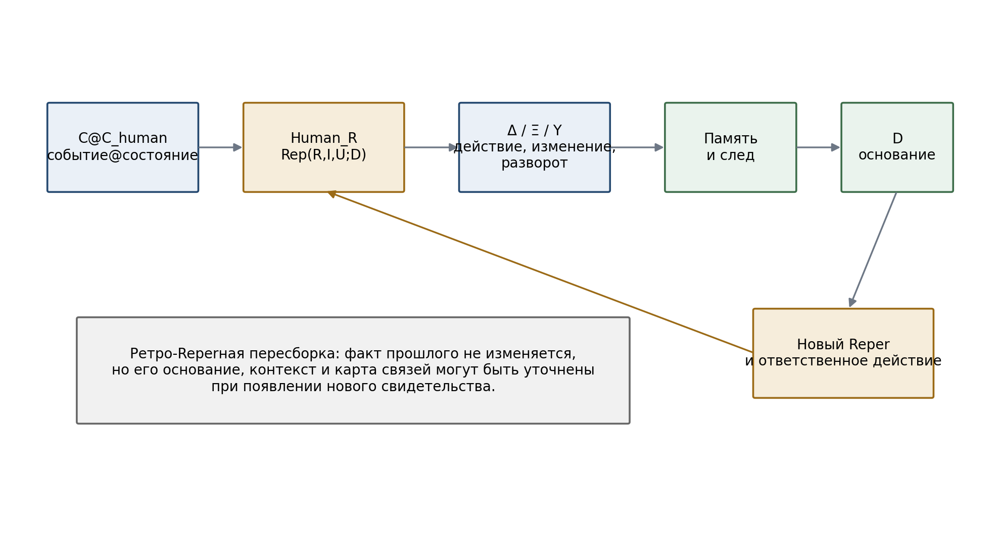 C@C_human
событие@состояние
Human_R
Rep(R,I,U;D)
Δ / Ξ / Υ
действие, изменение,
разворот
Память
и след
D
основание
Новый Reper
и ответственное действие
Ретро-Reperная пересборка: факт прошлого не изменяется,
но его основание, контекст и карта связей могут быть уточнены
при появлении нового свидетельства.